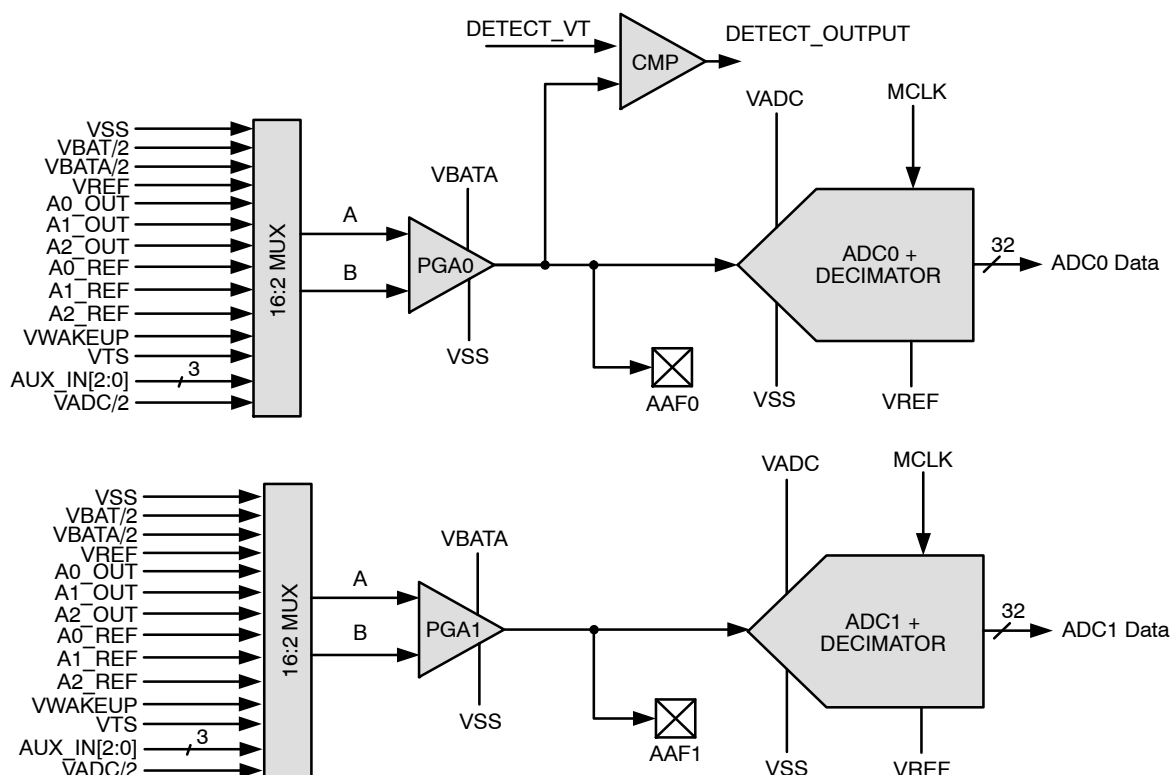 DETECT_VT
DETECT_OUTPUT
CMP
VADC
MCLK
VSS
VBAT/2
VBATA/2
VREF
A0_OUT
A1_OUT
A2_OUT
A0_REF
A1_REF
A2_REF
VWAKEUP
VTS
AUX_IN[2:0]
3
VADC/2
16:2 MUX
A
B
VBATA
PGA0
VSS
AAF0
ADC0 +
DECIMATOR
VSS
VREF
32
ADC0 Data
VADC
MCLK
VSS
VBAT/2
VBATA/2
VREF
A0_OUT
A1_OUT
A2_OUT
A0_REF
A1_REF
A2_REF
VWAKEUP
VTS
AUX_IN[2:0]
3
VADC/2
16:2 MUX
A
B
VBATA
PGA1
VSS
AAF1
ADC1 +
DECIMATOR
VSS
VREF
32
ADC1 Data